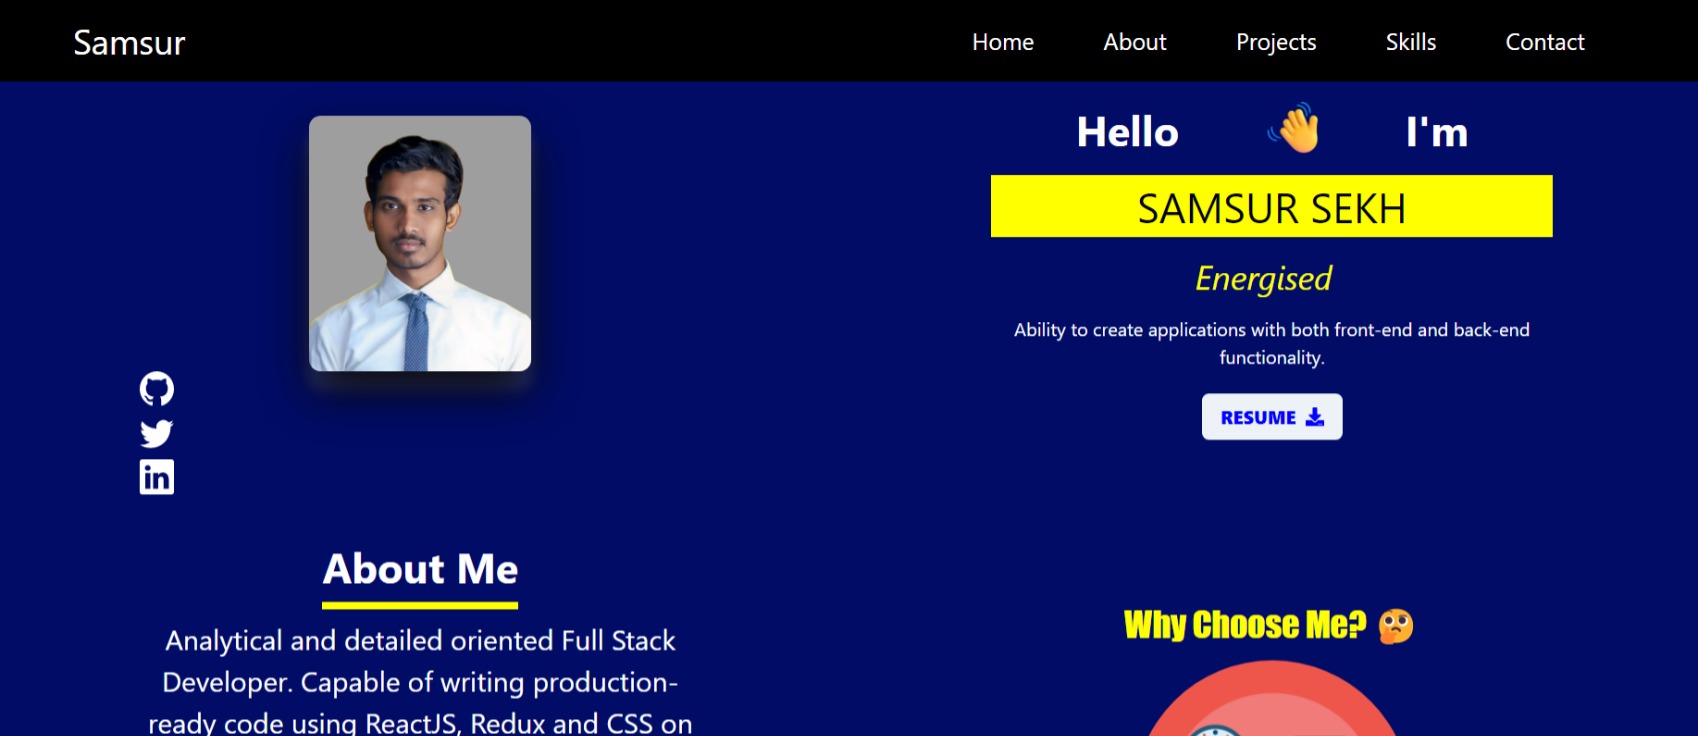 Samsur
Home About Projects Skills Contact
Hello 👋 I'm
SAMSUR SEKH
Energised
Ability to create applications with both front-end and back-end
functionality.
RESUME
in
About Me
Analytical and detailed oriented Full Stack
Developer. Capable of writing production-
ready code using ReactJS, Redux and CSS on
Why Choose Me? 🤔